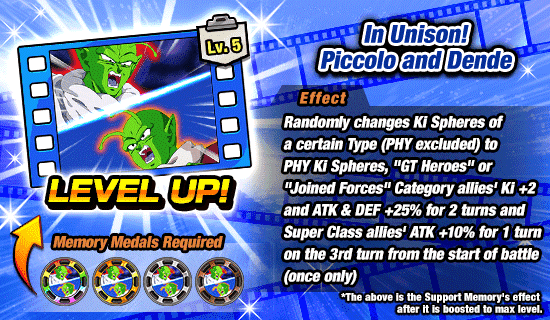 Lv. 5
In Unison!
Piccolo and Dende
LEVEL UP!
Memory Medals Required
Effect
Randomly changes Ki Spheres of
a certain Type (PHY excluded) to
PHY Ki Spheres, "GT Heroes" or
"Joined Forces" Category allies' Ki +2
and ATK & DEF +25% for 2 turns and
Super Class allies' ATK +10% for 1 turn
on the 3rd turn from the start of battle
(once only)
*The above is the Support Memory's effect
after it is boosted to max level.